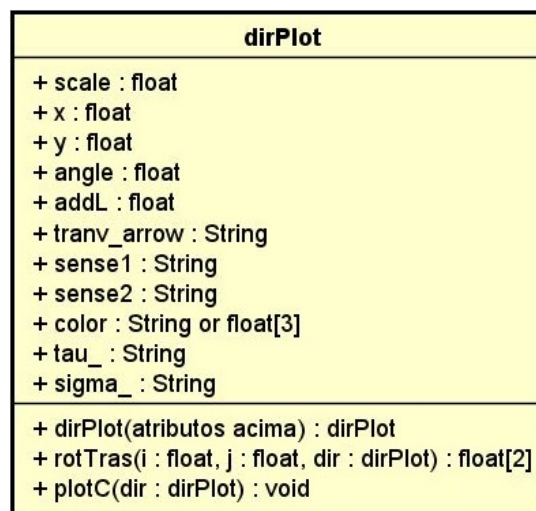 dirPlot
+ scale : float
+ x : float
+ y : float
+ angle : float
+ addL : float
+ tranv_arrow : String
+ sense1 : String
+ sense2 : String
+ color : String or float[3]
+ tau_ : String
+ sigma_ : String
+ dirPlot(atributos acima) : dirPlot
+ rotTras(i : float, j : float, dir : dirPlot) : float[2]
+ plotC(dir : dirPlot) : void